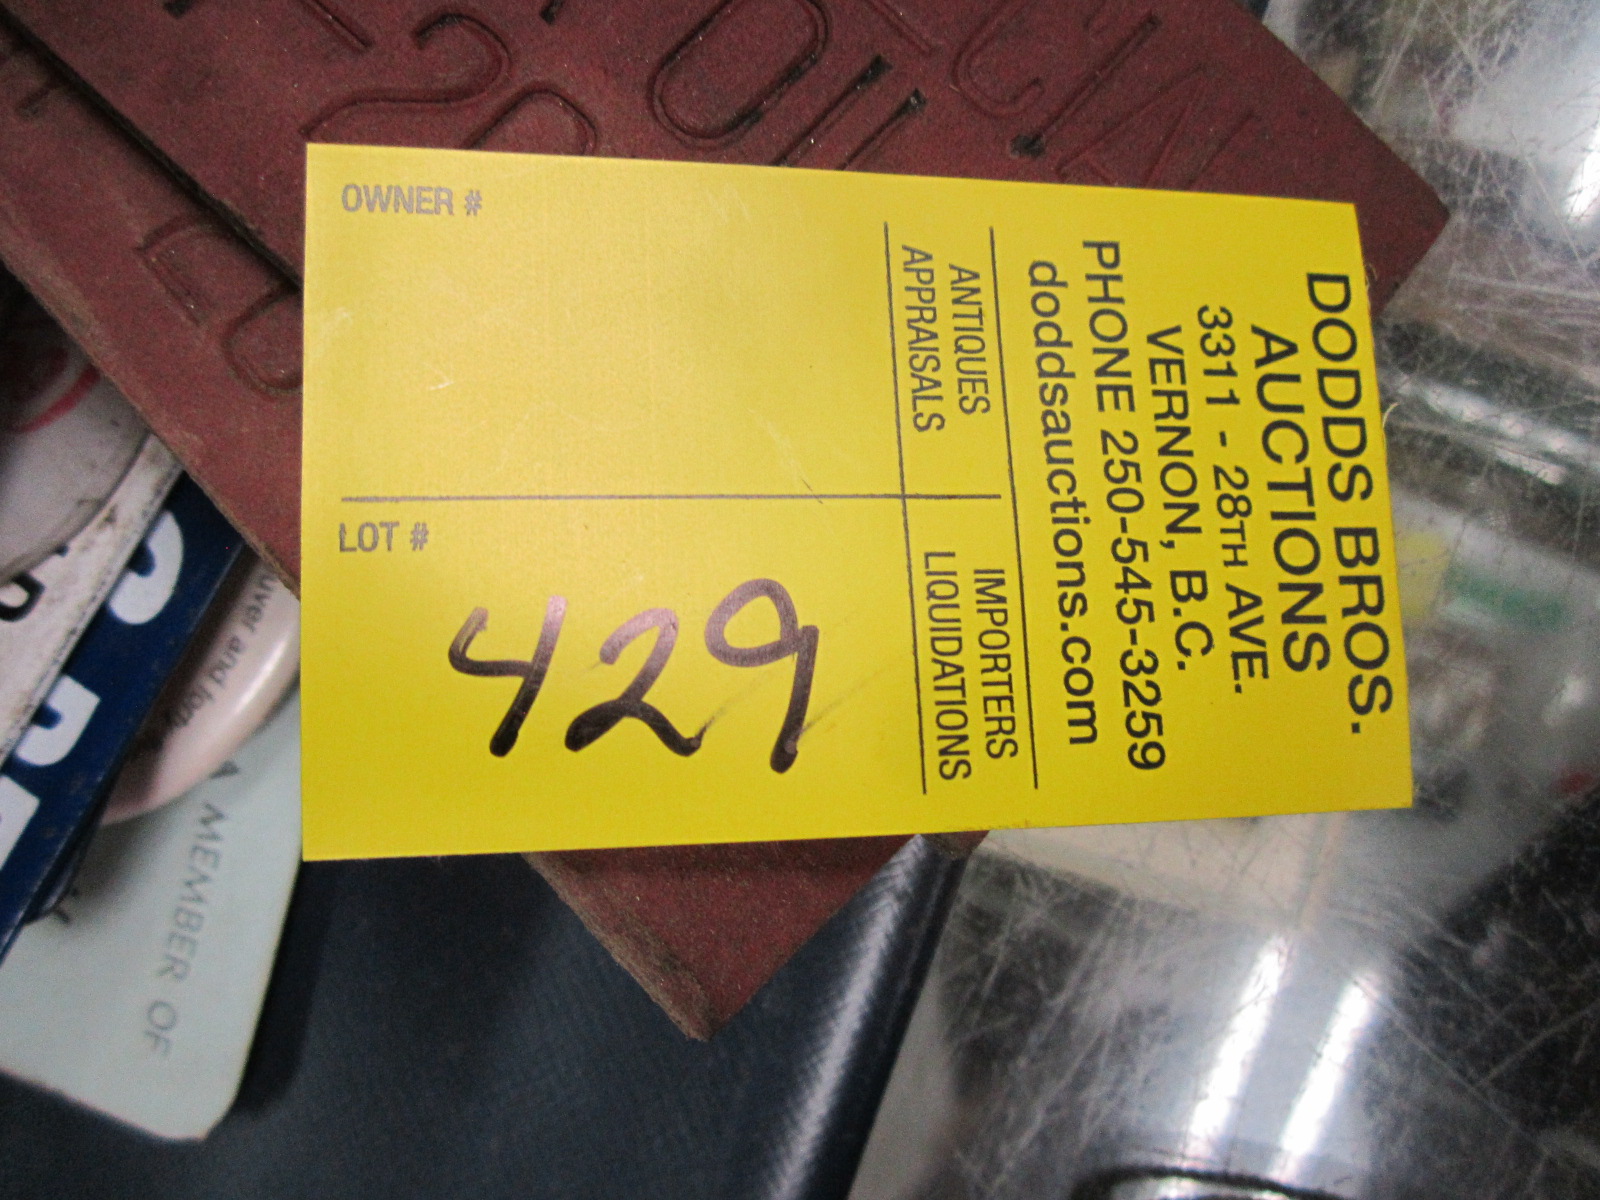 DODDS BROS.
AUCTIONS
3311 - 28TH AVE.
VERNON, B.C.
PHONE 250-545-3259
doddsauctions.com
ANTIQUES
APPRAISALS
IMPORTERS
LIQUIDATIONS
OWNER #
LOT #
429
A MEMBER OF